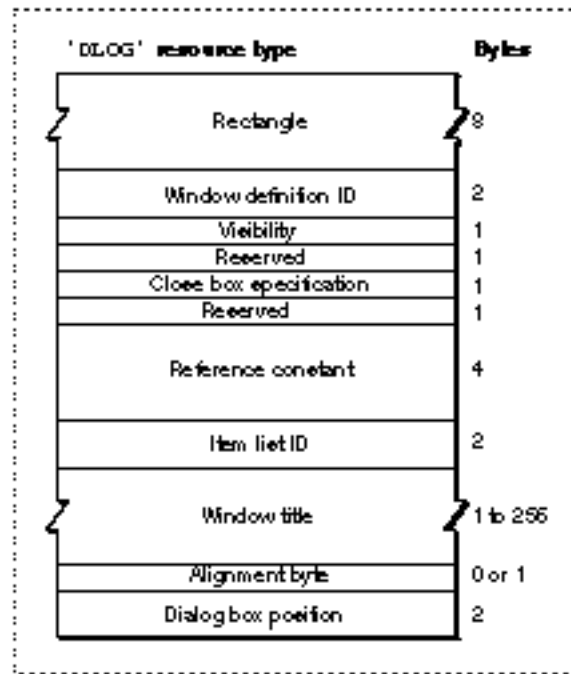 'DLOG' resource type Bytes
Rectangle 8
Window definition ID 2
Visibility 1
Reserved 1
Close box specification 1
Reserved 1
Reference constant 4
Item list ID 2
Window title 1 to 256
Alignment byte 0 or 1
Dialog box position 2